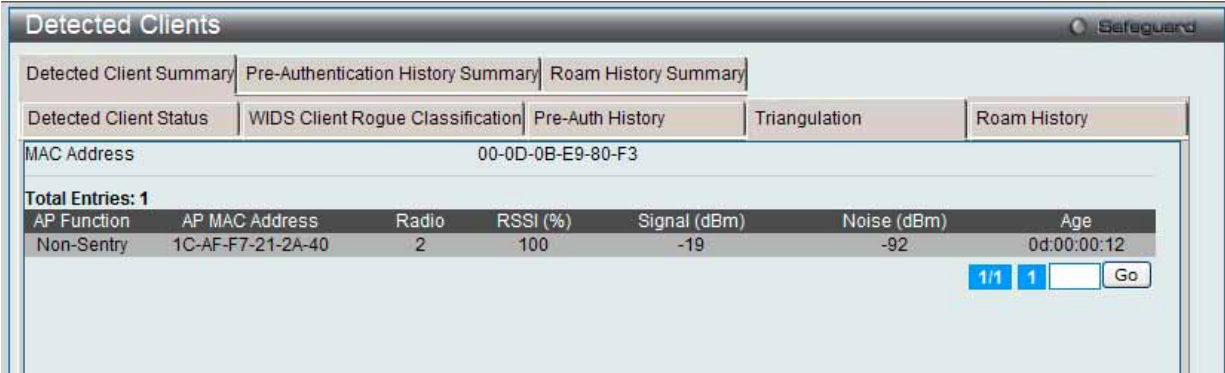 Detected Clients
Safeguard
Detected Client Summary Pre-Authentication History Summary Roam History Summary
Detected Client Status WIDS Client Rogue Classification Pre-Auth History Triangulation Roam History
MAC Address 00-0D-0B-E9-80-F3
Total Entries: 1
AP Function AP MAC Address Radio RSSI (%) Signal (dBm) Noise (dBm) Age
Non-Sentry 1C-AF-F7-21-2A-40 2 100 -19 -92 0d:00:00:12
1/1 1 Go